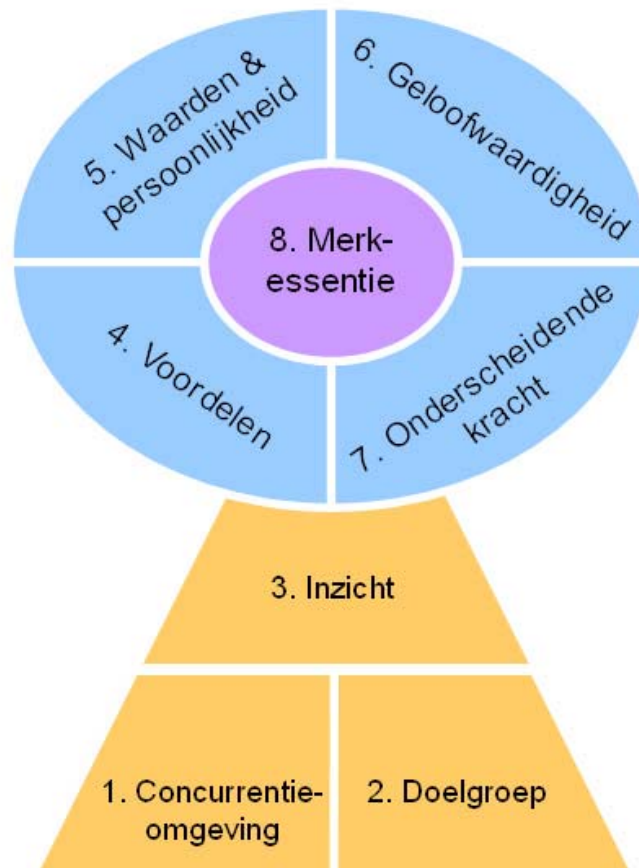 5. Waarden &
persoonlijkheid
6. Geloofwaardigheid
8. Merk-
essentie
4. Voordelen
7. Onderscheidende
kracht
3. Inzicht
1. Concurrentie-
omgeving
2. Doelgroep